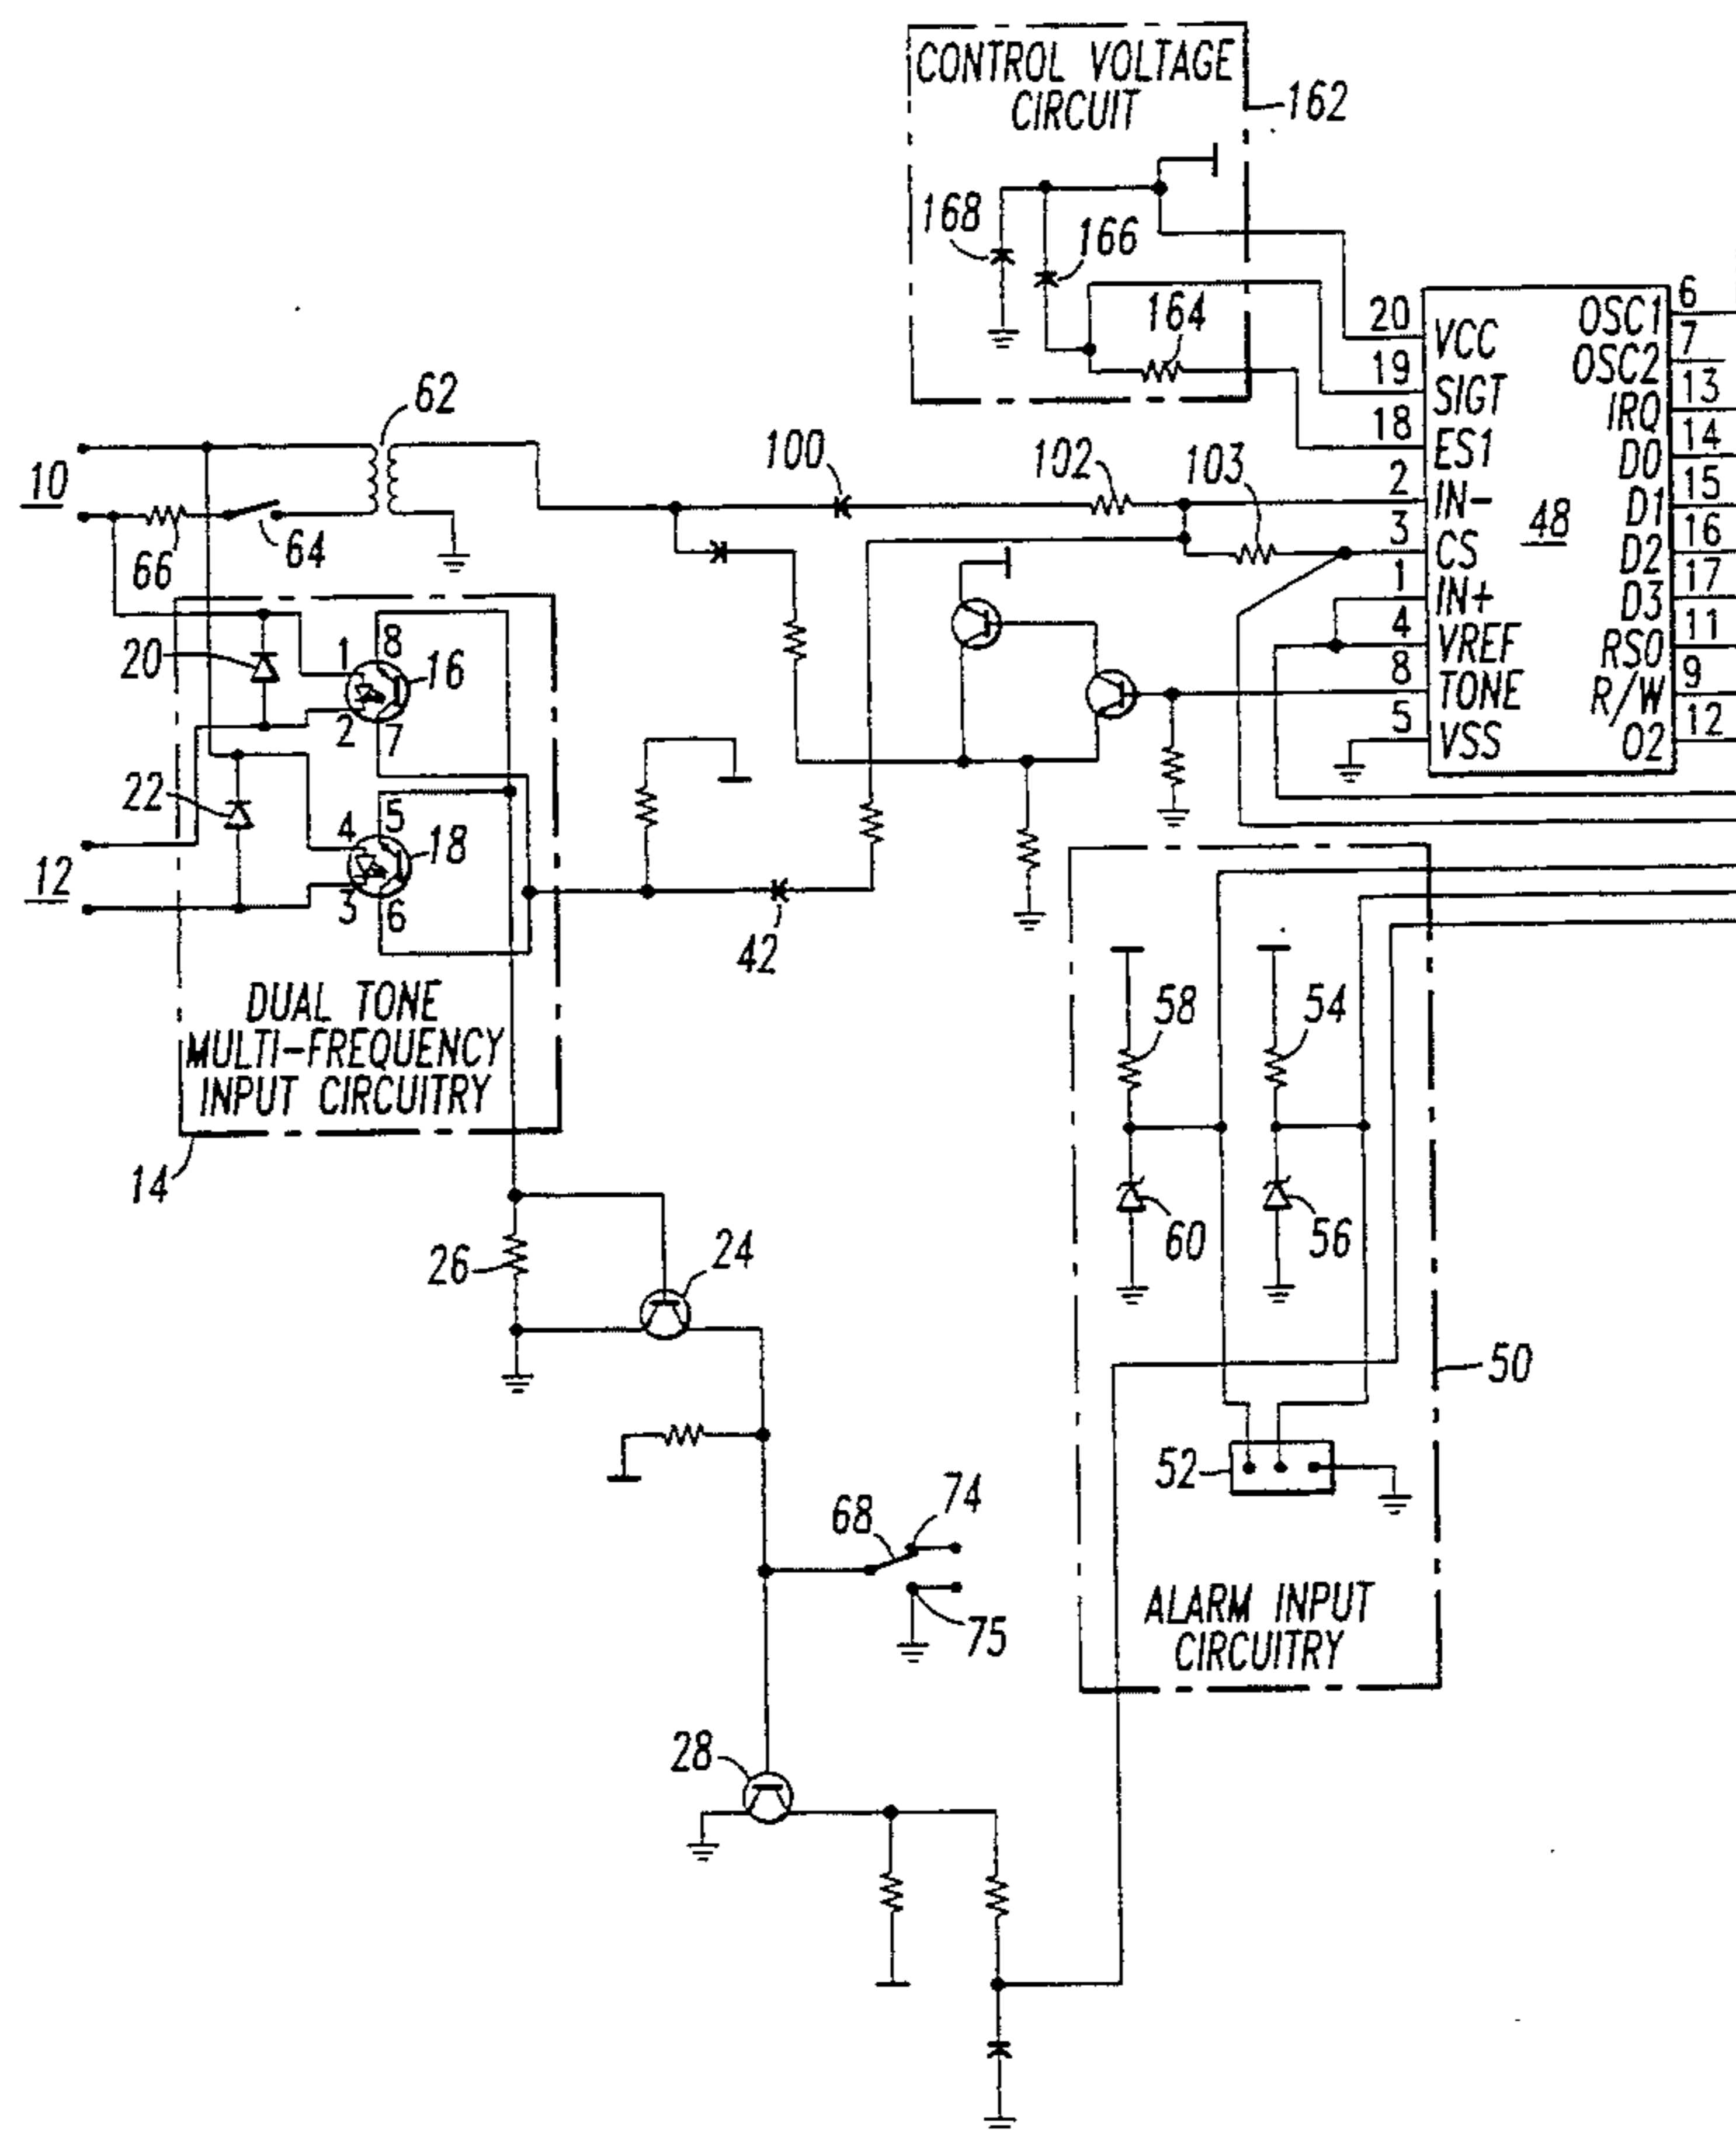 CONTROL VOLTAGE
CIRCUIT
162
168
166
164
62
10
66
64
100
102
103
20
VCC
19
SIGT
18
ES1
2
IN-
3
CS
1
IN+
4
VREF
8
TONE
5
VSS
48
OSC1
6
OSC2
7
IRQ
13
D0
14
D1
15
D2
16
D3
17
RS0
11
R/W
9
O2
12
20
1
8
16
2
7
22
4
5
18
12
3
6
42
DUAL TONE
MULTI-FREQUENCY
INPUT CIRCUITRY
14
58
54
60
56
26
24
50
52
68
74
75
ALARM INPUT
CIRCUITRY
28